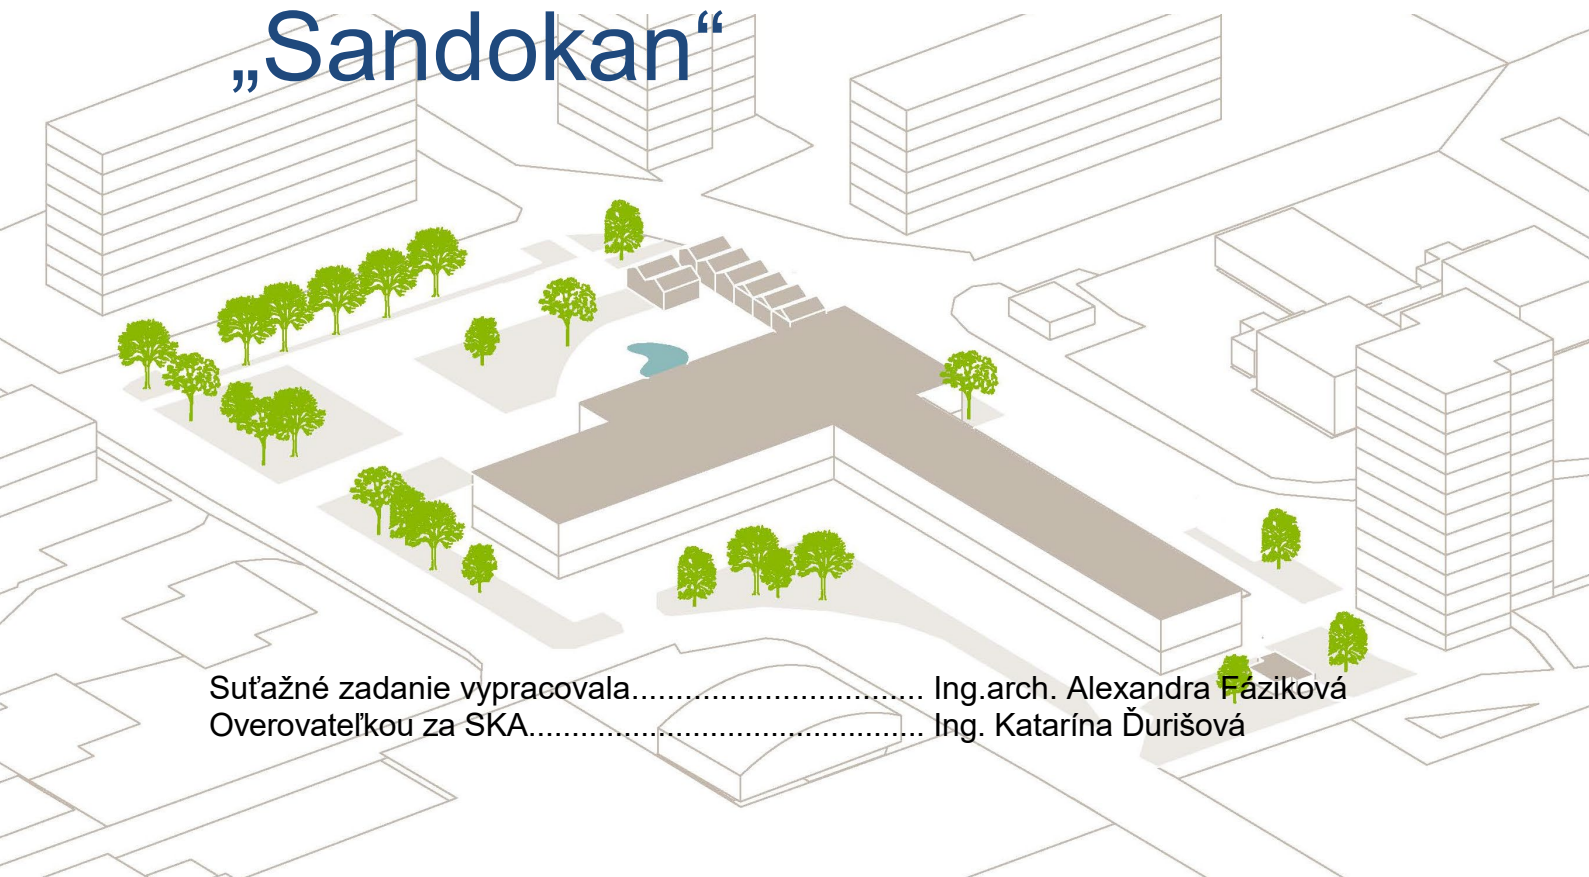 „Sandokan“
Suťažné zadanie vypracovala................................. Ing.arch. Alexandra Fáziková
Overovateľkou za SKA............................................. Ing. Katarína Ďurišová